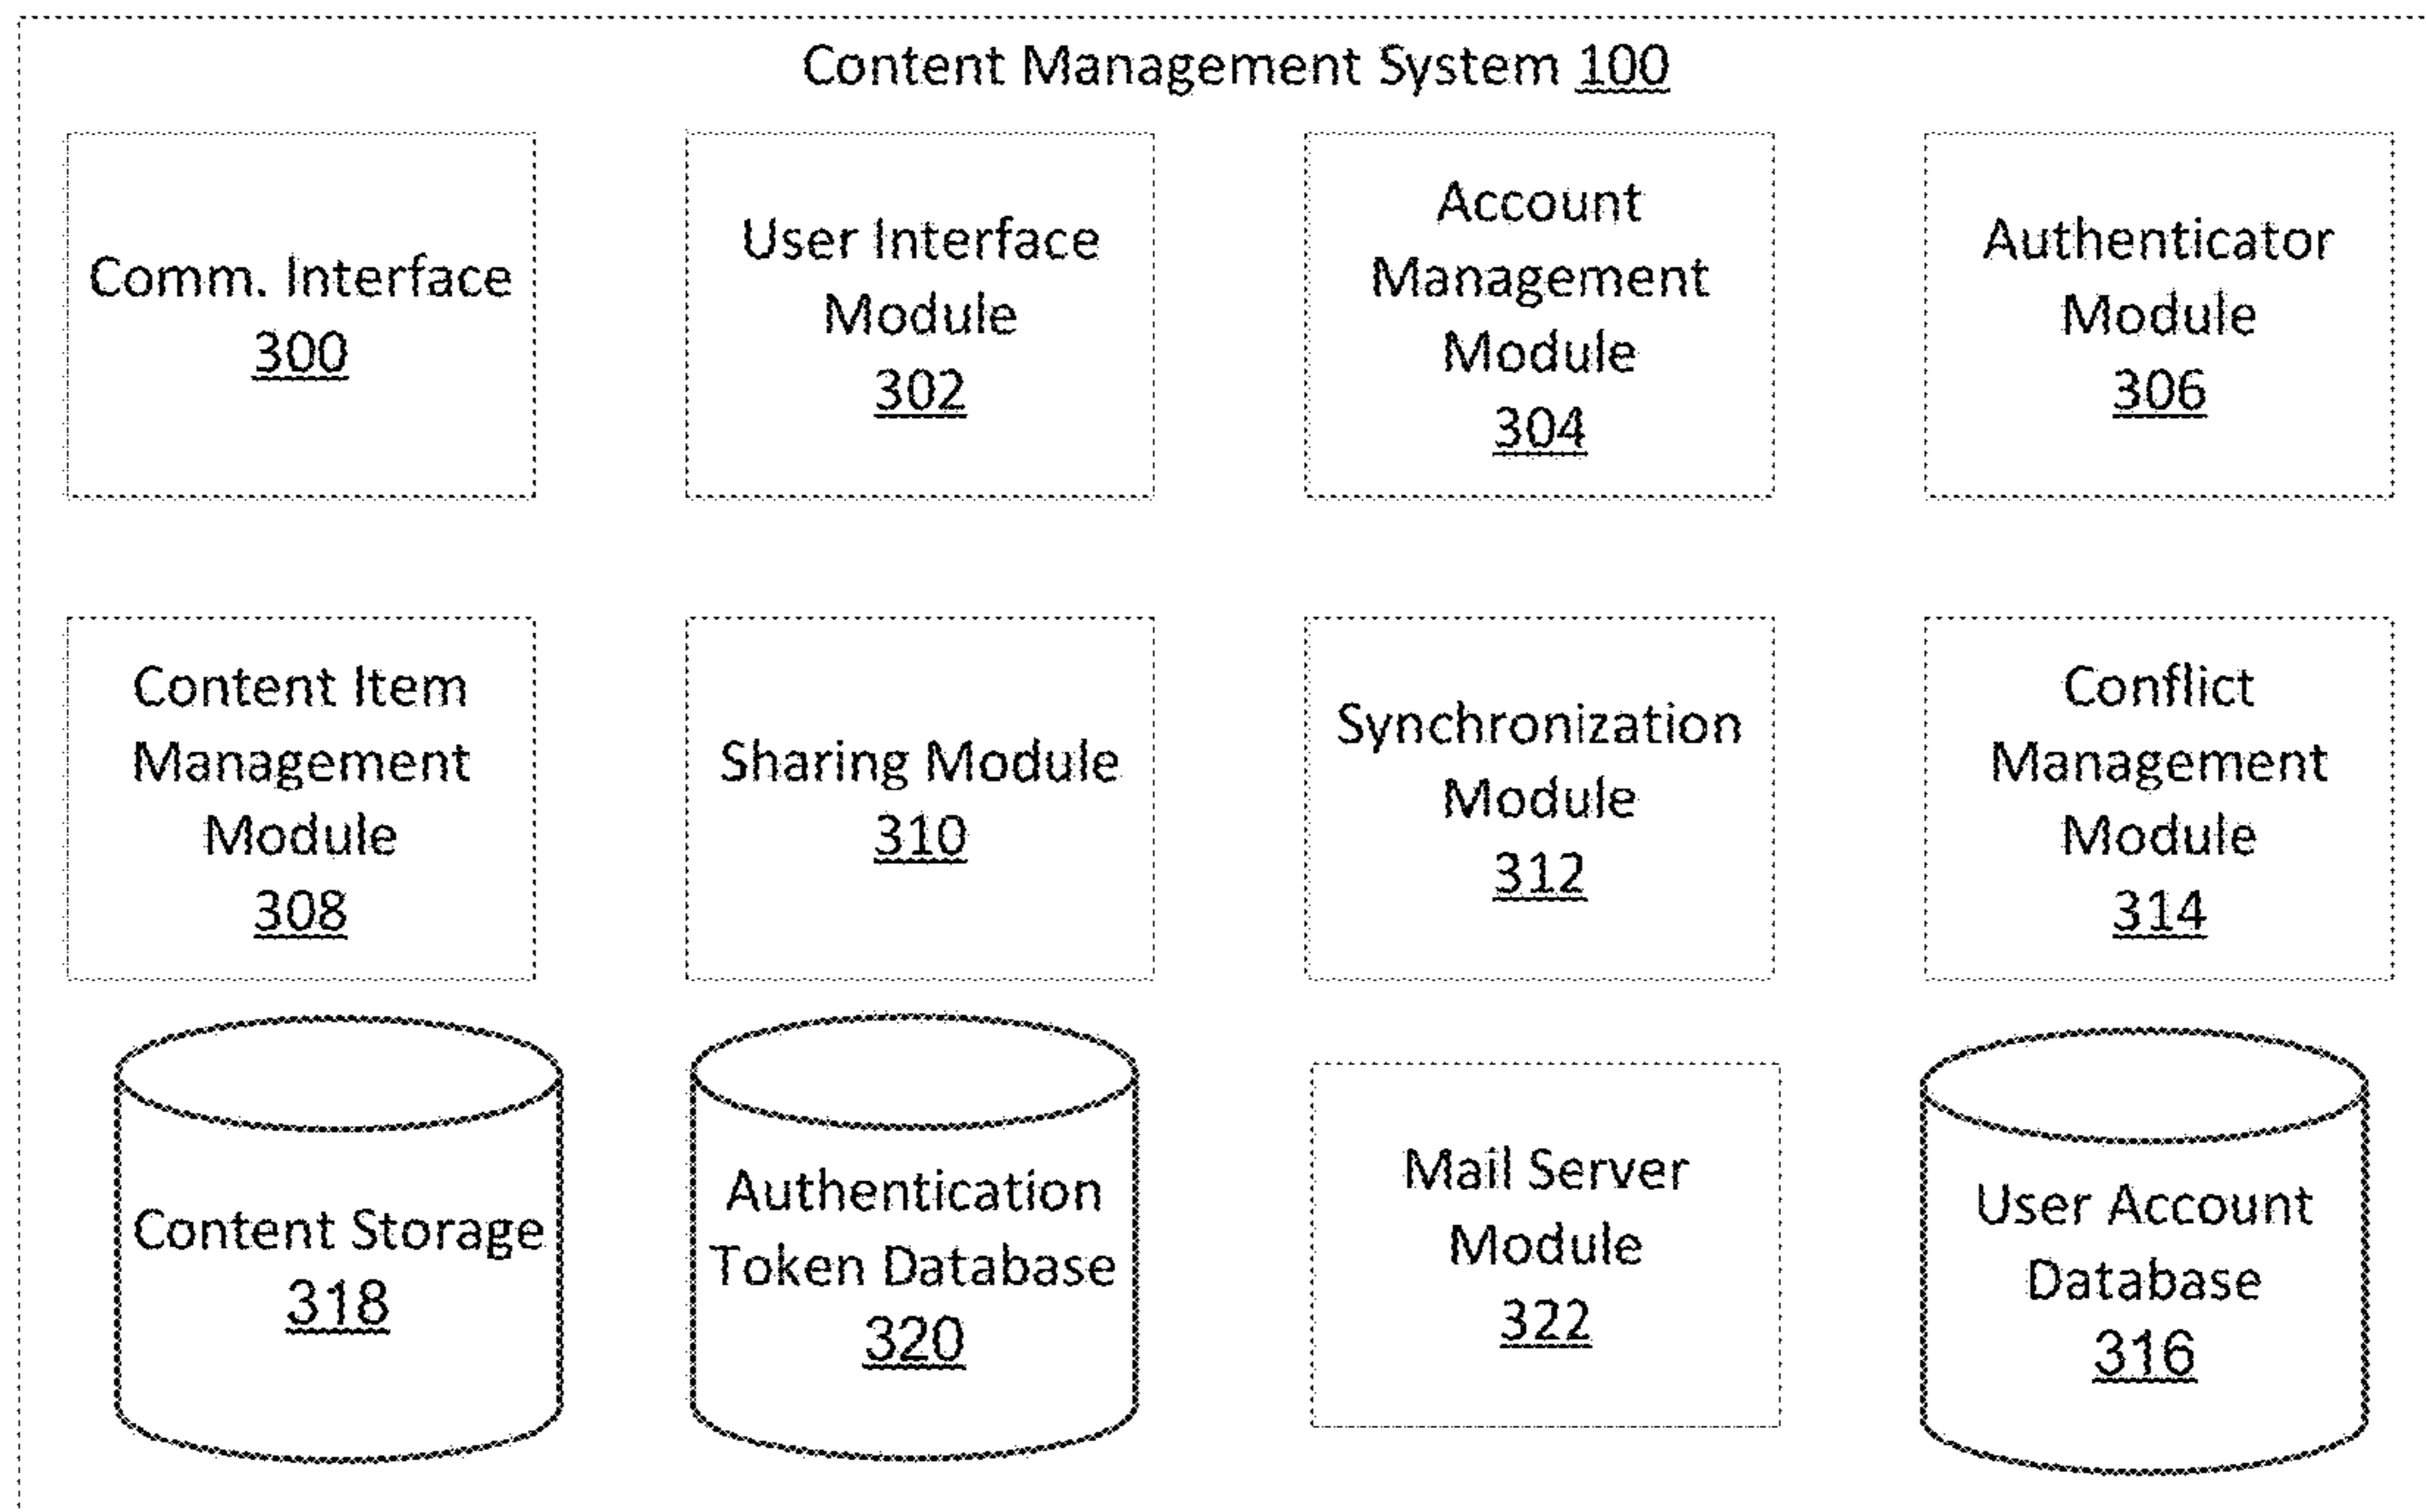 Content Management System 100
Comm. Interface
300
User Interface
Module
302
Account
Management
Module
304
Authenticator
Module
306
Content Item
Management
Module
308
Sharing Module
310
Synchronization
Module
312
Conflict
Management
Module
314
Content Storage
318
Authentication
Token Database
320
Mail Server
Module
322
User Account
Database
316